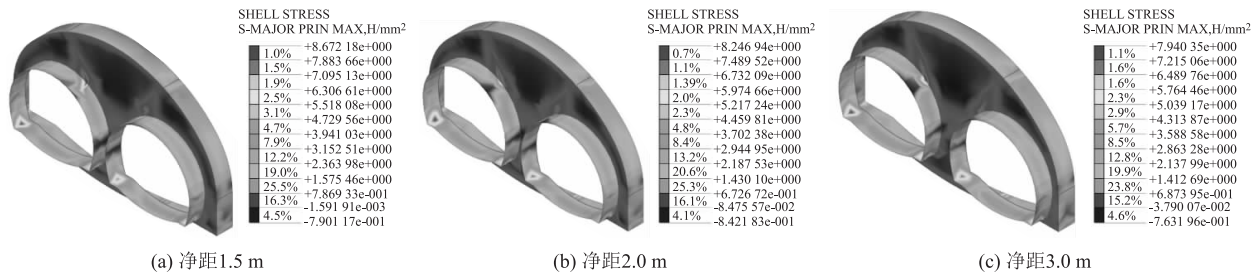 SHELL STRESS
S-MAJOR PRIN MAX,H/mm²
+8.672 18e+000
1.0%
+7.883 66e+000
1.5%
+7.095 13e+000
1.9%
+6.306 61e+000
2.5%
+5.518 08e+000
3.1%
+4.729 56e+000
4.7%
+3.941 03e+000
7.9%
+3.152 51e+000
12.2%
+2.363 98e+000
19.0%
+1.575 46e+000
25.5%
+7.869 33e-001
16.3%
-1.591 91e-003
4.5%
-7.901 17e-001
(a) 净距1.5 m
SHELL STRESS
S-MAJOR PRIN MAX,H/mm²
+8.246 94e+000
0.7%
+7.489 52e+000
1.1%
+6.732 09e+000
1.39%
+5.974 66e+000
2.0%
+5.217 24e+000
2.3%
+4.459 81e+000
4.8%
+3.702 38e+000
8.4%
+2.944 95e+000
13.2%
+2.187 53e+000
20.6%
+1.430 10e+000
25.3%
+6.726 72e-001
16.1%
-8.475 57e-002
4.1%
-8.421 83e-001
(b) 净距2.0 m
SHELL STRESS
S-MAJOR PRIN MAX,H/mm²
+7.940 35e+000
1.1%
+7.215 06e+000
1.6%
+6.489 76e+000
1.6%
+5.764 46e+000
2.3%
+5.039 17e+000
2.9%
+4.313 87e+000
5.7%
+3.588 58e+000
8.5%
+2.863 28e+000
12.8%
+2.137 99e+000
19.9%
+1.412 69e+000
23.8%
+6.873 95e-001
15.2%
-3.790 07e-002
4.6%
-7.631 96e-001
(c) 净距3.0 m